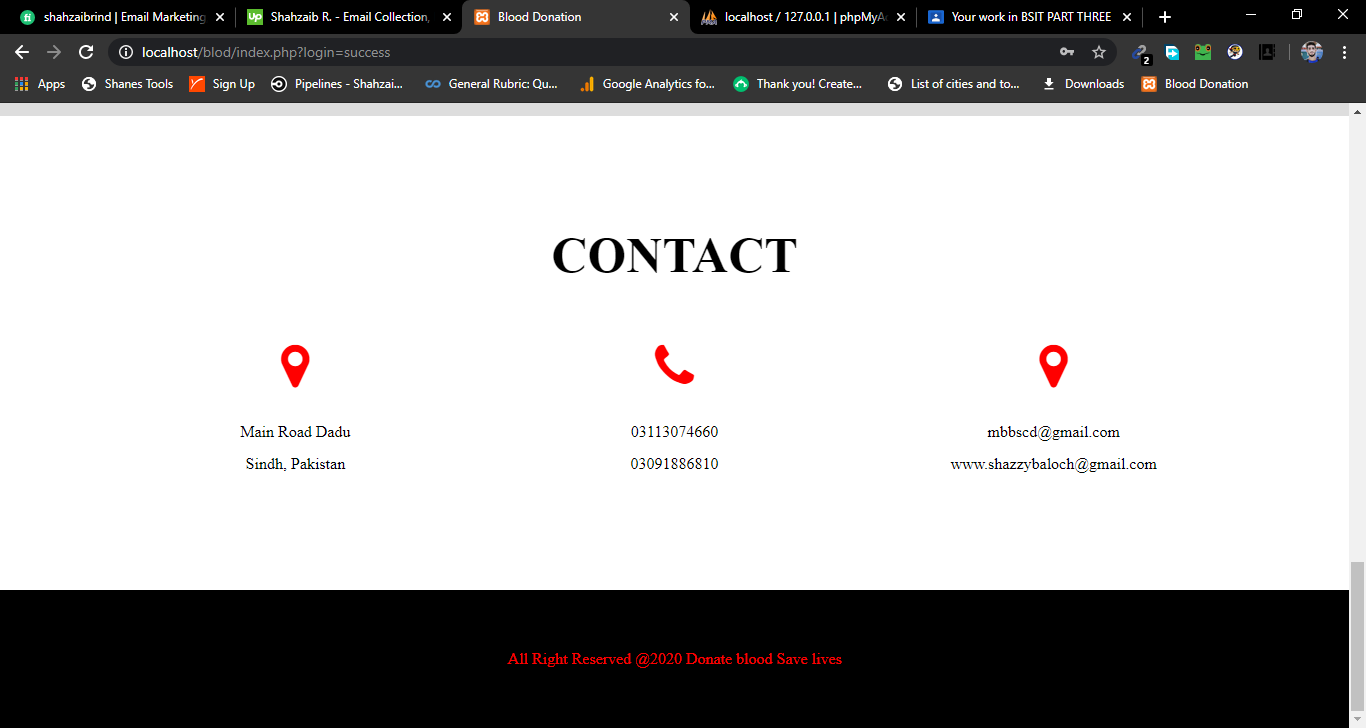 shahzaibrind | Email Marketing
Shahzaib R. - Email Collection,
Blood Donation
localhost / 127.0.0.1 | phpMyA
Your work in BSIT PART THREE
localhost/blod/index.php?login=success
2
Apps
Shanes Tools
Sign Up
Pipelines - Shahzai...
General Rubric: Qu...
Google Analytics fo...
Thank you! Create...
List of cities and to...
Downloads
Blood Donation
CONTACT
Main Road Dadu
Sindh, Pakistan
03113074660
03091886810
mbbscd@gmail.com
www.shazzybaloch@gmail.com
All Right Reserved @2020 Donate blood Save lives